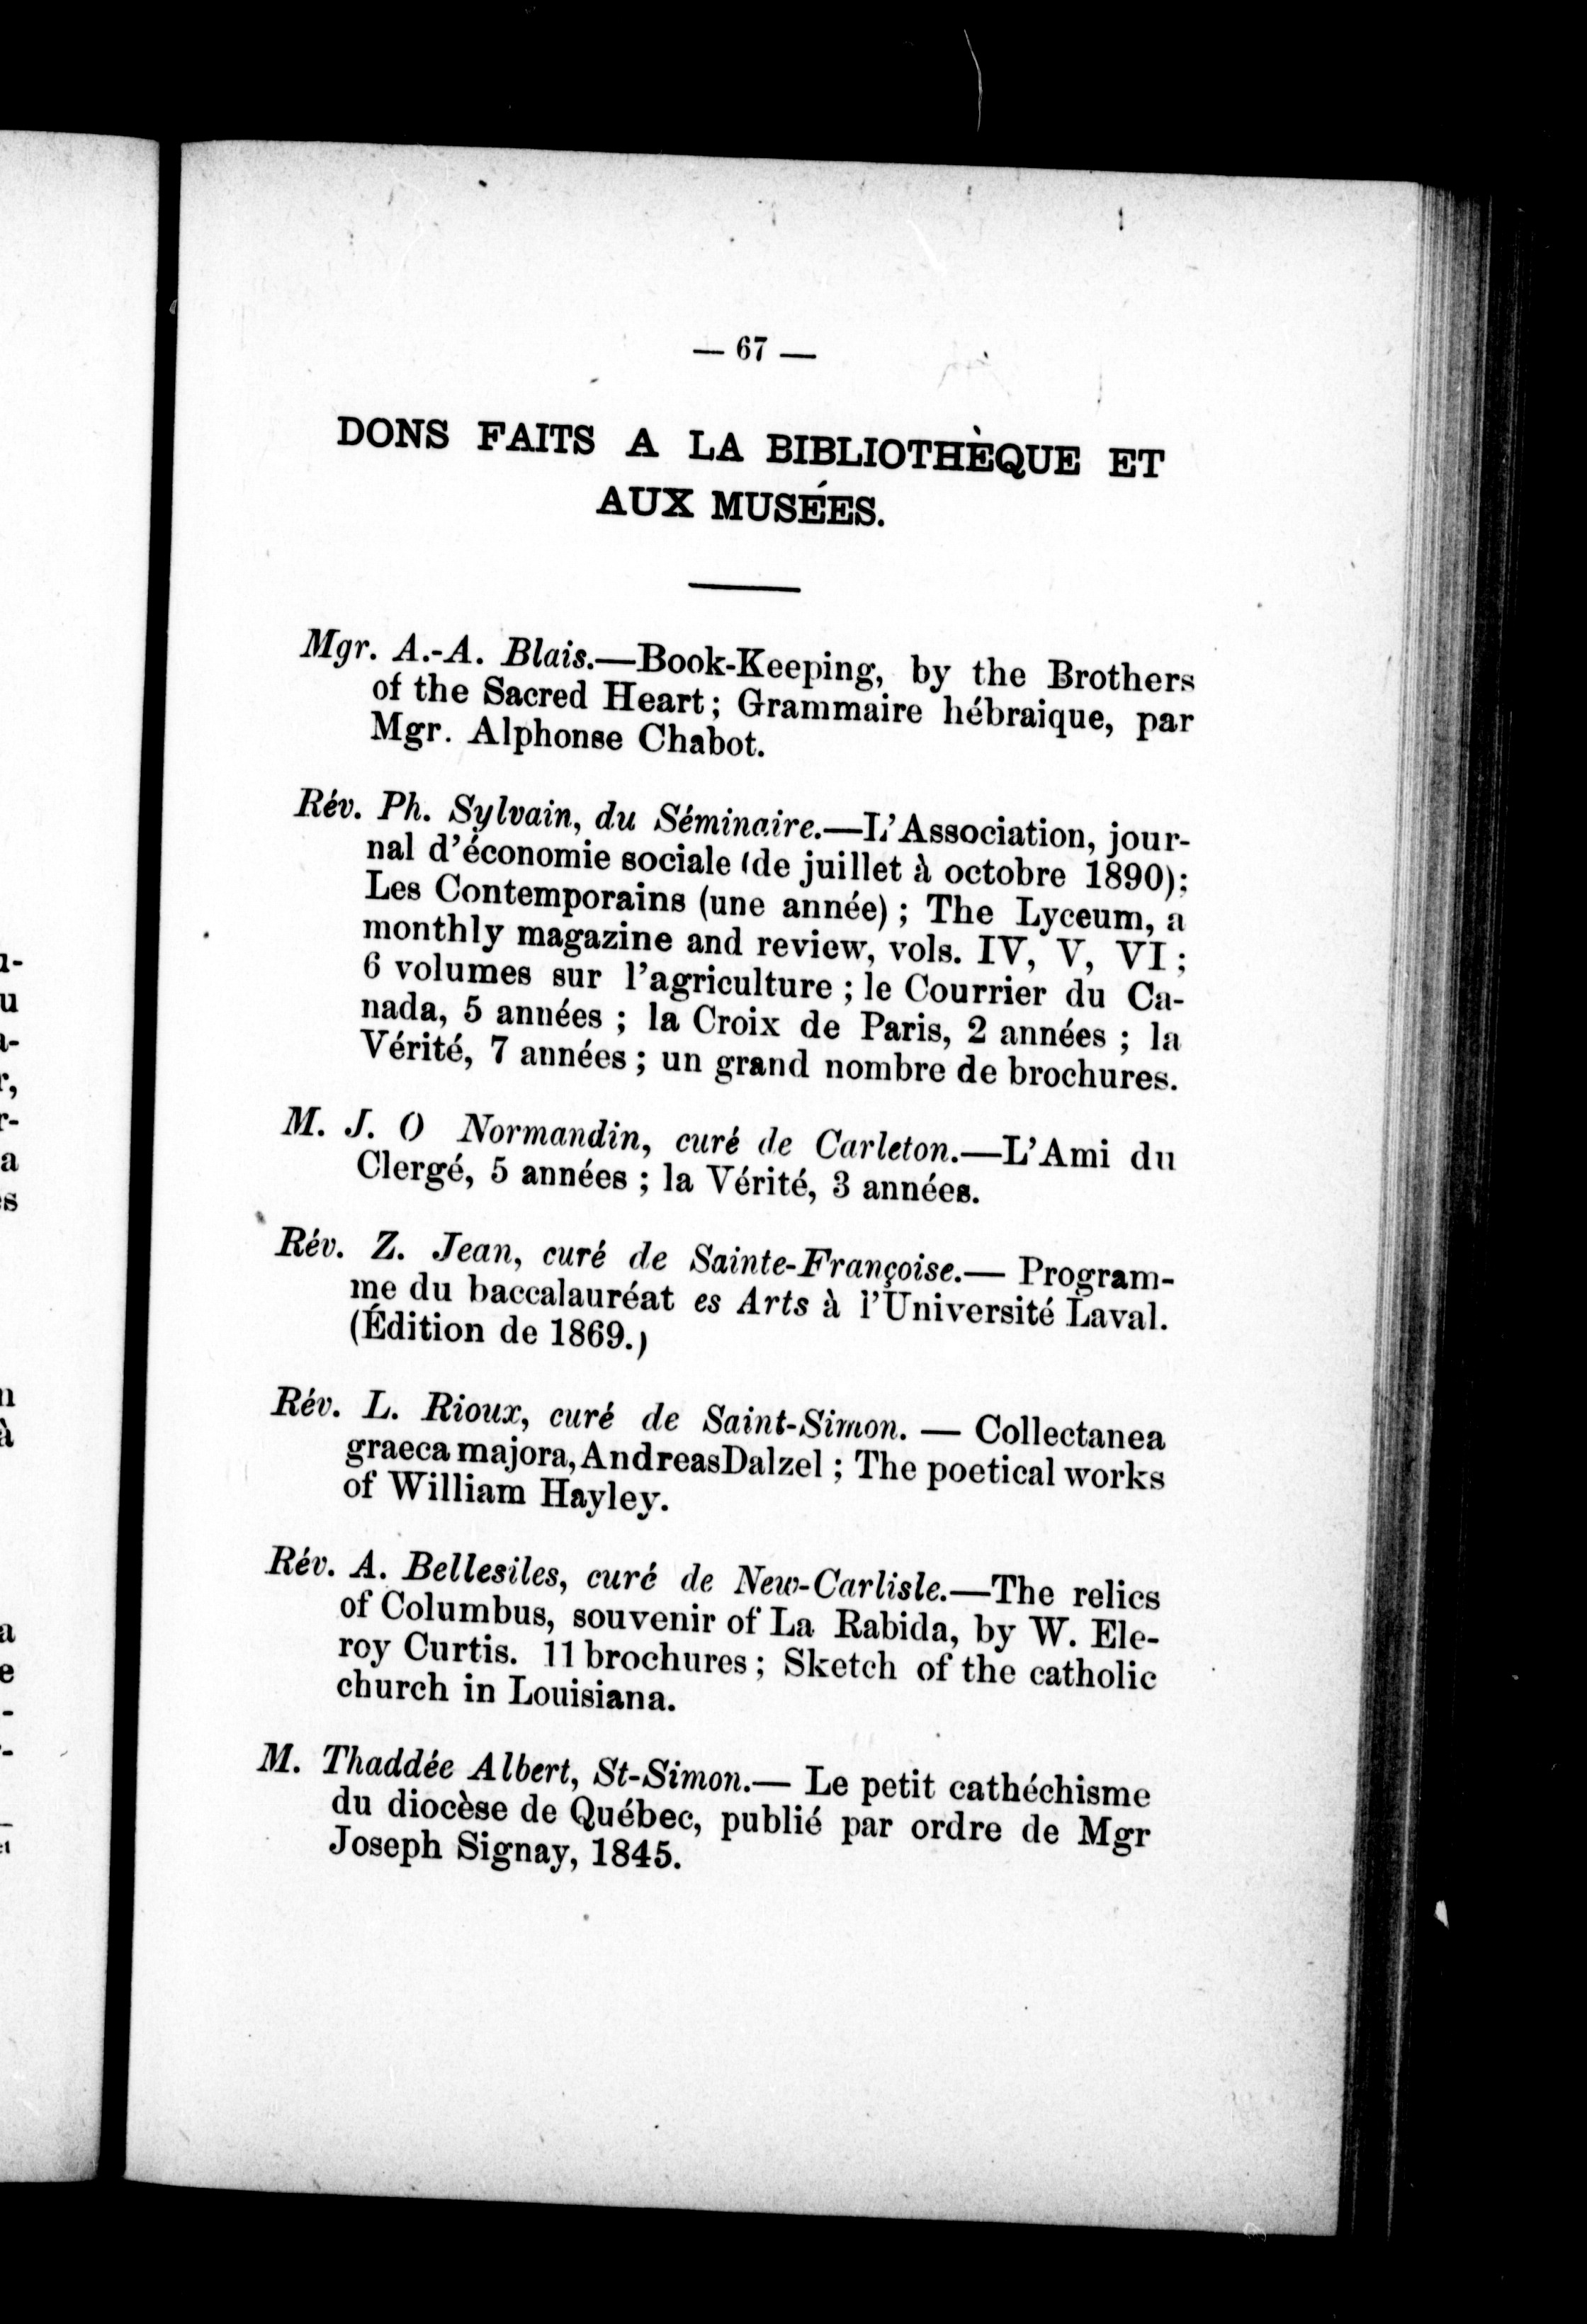 — 67 —
DONS FAITS A LA BIBLIOTHÈQUE ET
AUX MUSÉES.
Mgr. A.-A. Blais.—Book-Keeping, by the Brothers
of the Sacred Heart; Grammaire hébraique, par
Mgr. Alphonse Chabot.
Rév. Ph. Sylvain, du Séminaire.—L'Association, jour-
nal d'économie sociale (de juillet à octobre 1890);
Les Contemporains (une année) ; The Lyceum, a
monthly magazine and review, vols. IV, V, VI ;
6 volumes sur l'agriculture ; le Courrier du Ca-
nada, 5 années ; la Croix de Paris, 2 années ; la
Vérité, 7 années ; un grand nombre de brochures.
M. J. O Normandin, curé de Carleton.—L'Ami du
Clergé, 5 années ; la Vérité, 3 années.
Rév. Z. Jean, curé de Sainte-Françoise.— Program-
me du baccalauréat es Arts à l'Université Laval.
(Édition de 1869.)
Rév. L. Rioux, curé de Saint-Simon. — Collectanea
graeca majora, AndreasDalzel ; The poetical works
of William Hayley.
Rév. A. Bellesiles, curé de New-Carlisle.—The relics
of Columbus, souvenir of La Rabida, by W. Ele-
roy Curtis. 11 brochures ; Sketch of the catholic
church in Louisiana.
M. Thaddée Albert, St-Simon.— Le petit cathéchisme
du diocèse de Québec, publié par ordre de Mgr
Joseph Signay, 1845.